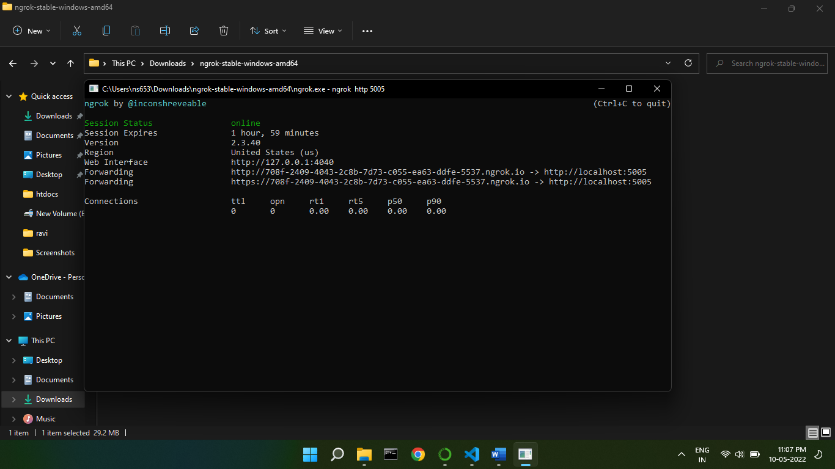 ngrok-stable-windows-amd64
New
Sort
View
This PC > Downloads > ngrok-stable-windows-amd64
Search ngrok-stable-windo...
C:\Users\ns653\Downloads\ngrok-stable-windows-amd64\ngrok.exe - ngrok http 5005
ngrok by @inconshreveable (Ctrl+C to quit)
Session Status online
Session Expires 1 hour, 59 minutes
Version 2.3.40
Region United States (us)
Web Interface http://127.0.0.1:4040
Forwarding http://708f-2409-4043-2c8b-7d73-c055-ea63-ddfe-5537.ngrok.io -> http://localhost:5005
Forwarding https://708f-2409-4043-2c8b-7d73-c055-ea63-ddfe-5537.ngrok.io -> http://localhost:5005
Connections ttl opn rt1 rt5 p50 p90
0 0 0.00 0.00 0.00 0.00
Quick access
Downloads
Documents
Pictures
Desktop
htdocs
New Volume (
ravi
Screenshots
OneDrive - Perso
Documents
Pictures
This PC
Desktop
Documents
Downloads
Music
1 item 1 item selected 29.2 MB
ENG
IN
11:07 PM
10-05-2022